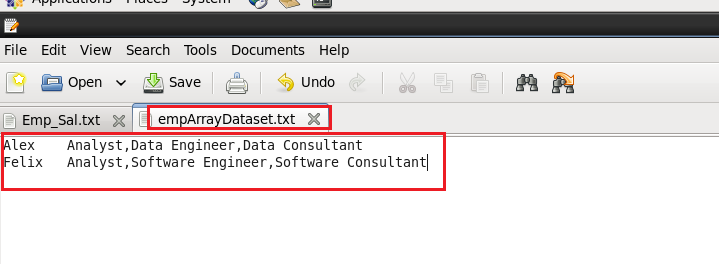 Applications Places System
File Edit View Search Tools Documents Help
Open Save Undo
Emp_Sal.txt empArrayDataset.txt
Alex Analyst,Data Engineer,Data Consultant
Felix Analyst,Software Engineer,Software Consultant